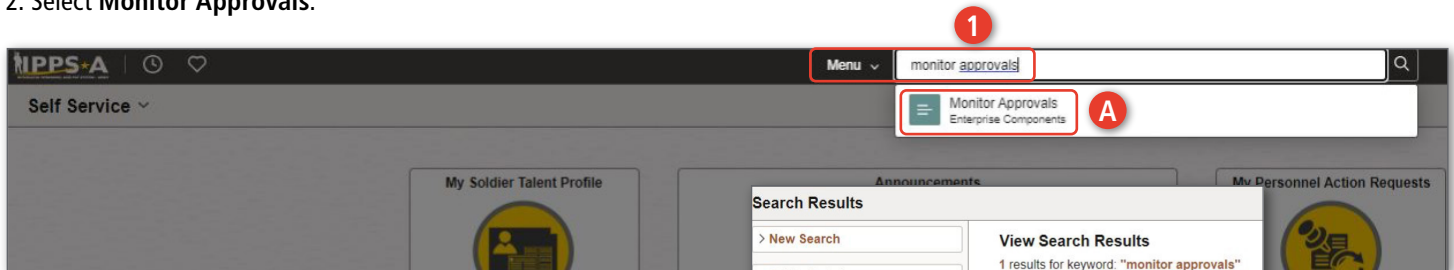 2. Select Monitor Approvals.
1
IPPS★A
Menu
monitor approvals
Self Service
Monitor Approvals
Enterprise Components
A
My Soldier Talent Profile
Announcements
My Personnel Action Requests
Search Results
> New Search
View Search Results
1 results for keyword: "monitor approvals"